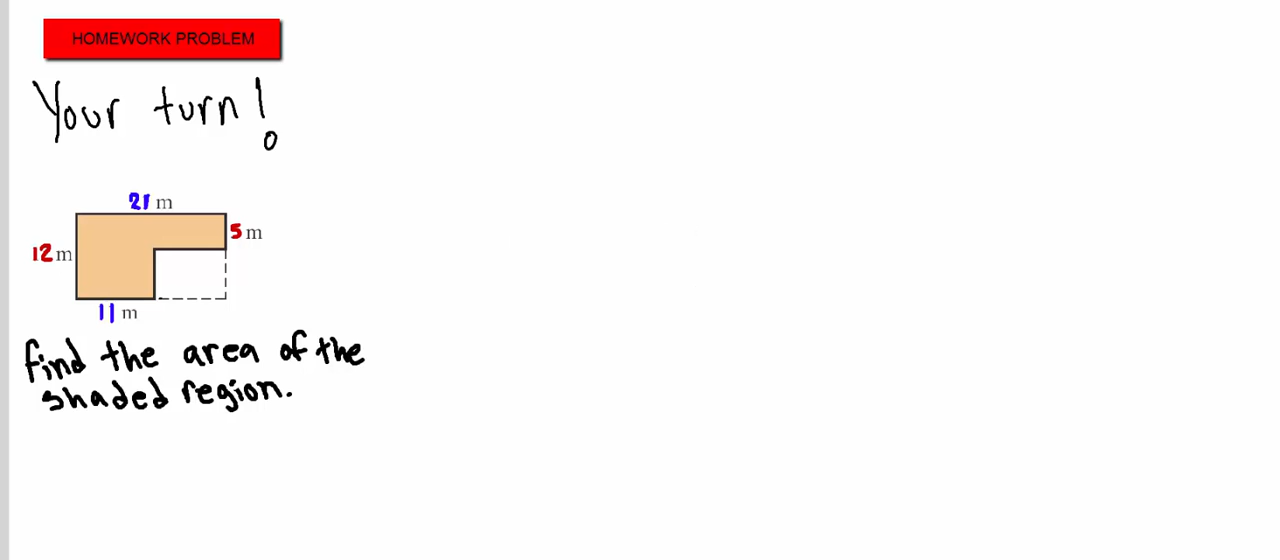 HOMEWORK PROBLEM
Your turn!
21 m
5 m
12 m
11 m
find the area of the
shaded region.